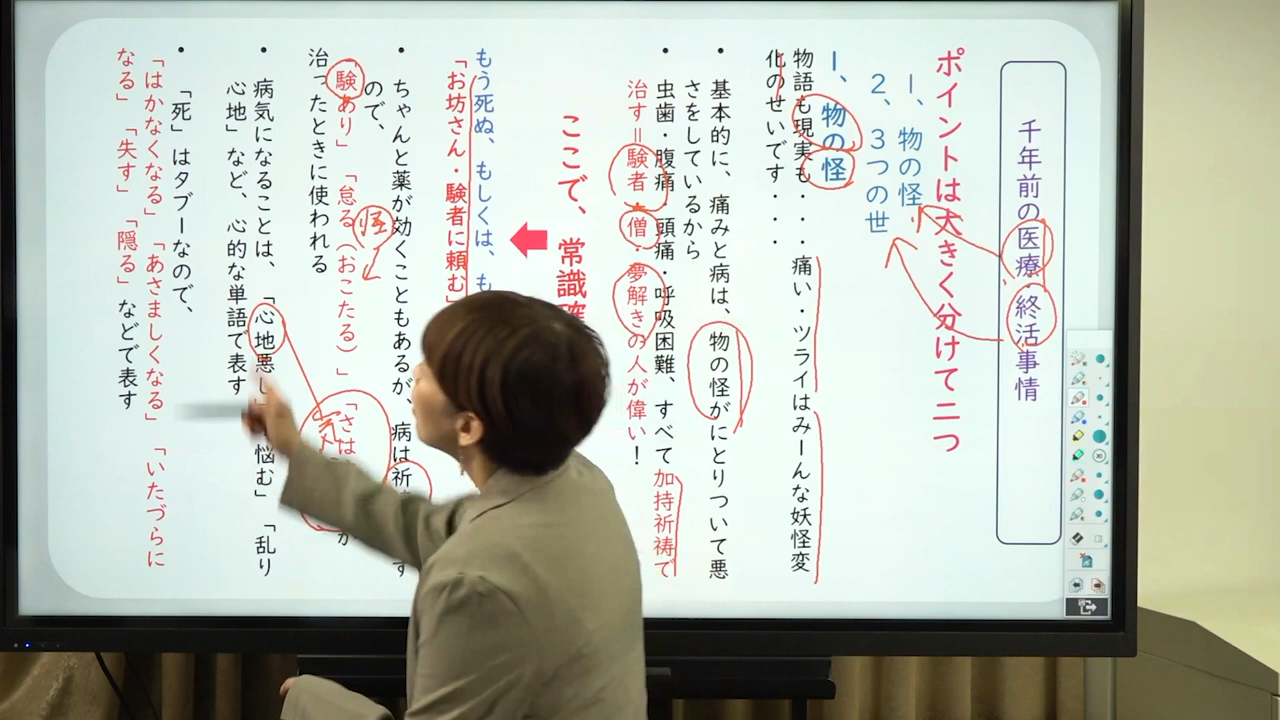 千年前の医療・終活事情
ポイントは大きく分けて二つ
1、物の怪
2、３つの世
1、物の怪
物語も現実も・・・痛い・ツライはみーんな妖怪変
化のせいです・・・
基本的に、痛みと病は、物の怪がにとりついて悪
さをしているから
虫歯・腹痛・頭痛・呼吸困難、すべて加持祈祷で
治す＝験者・僧・夢解きの人が偉い！
ここで、常識確
もう死ぬ、もしくは、も
「お坊さん・験者に頼む」
ちゃんと薬が効くこともあるが、病は祈
ので、
験あり」「怠る（おこたる）」「さは
怪
治ったときに使われる
病気になることは、「心地悪し」「悩む」「乱り
心地」など、心的な単語で表す
「死」はタブーなので、
「はかなくなる」「あさましくなる」「いたづらに
なる」「失す」「隠る」などで表す